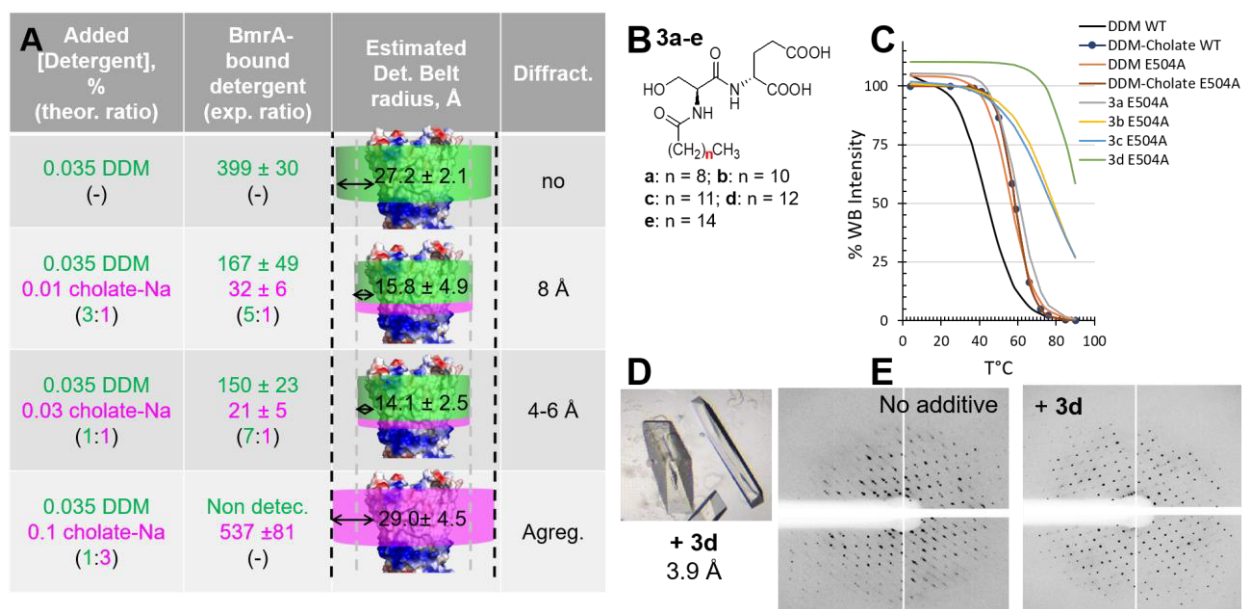 A
Added
[Detergent],
%
(theor. ratio)
BmrA-
bound
detergent
(exp. ratio)
Estimated
Det. Belt
radius, Å
Diffract.
0.035 DDM
(-)
399 ± 30
(-)
27.2 ± 2.1
no
0.035 DDM
0.01 cholate-Na
(3:1)
167 ± 49
32 ± 6
(5:1)
15.8 ± 4.9
8 Å
0.035 DDM
0.03 cholate-Na
(1:1)
150 ± 23
21 ± 5
(7:1)
14.1 ± 2.5
4-6 Å
0.035 DDM
0.1 cholate-Na
(1:3)
Non detec.
537 ±81
(-)
29.0± 4.5
Agreg.
B 3a-e
COOH
O
HO
N
H
COOH
NH
O
(CH2)nCH3
a: n = 8; b: n = 10
c: n = 11; d: n = 12
e: n = 14
C
% WB Intensity
100
75
50
25
0
0 20 40 60 80 100
T°C
DDM WT
DDM-Cholate WT
DDM E504A
DDM-Cholate E504A
3a E504A
3b E504A
3c E504A
3d E504A
D
+ 3d
3.9 Å
E
No additive
+ 3d